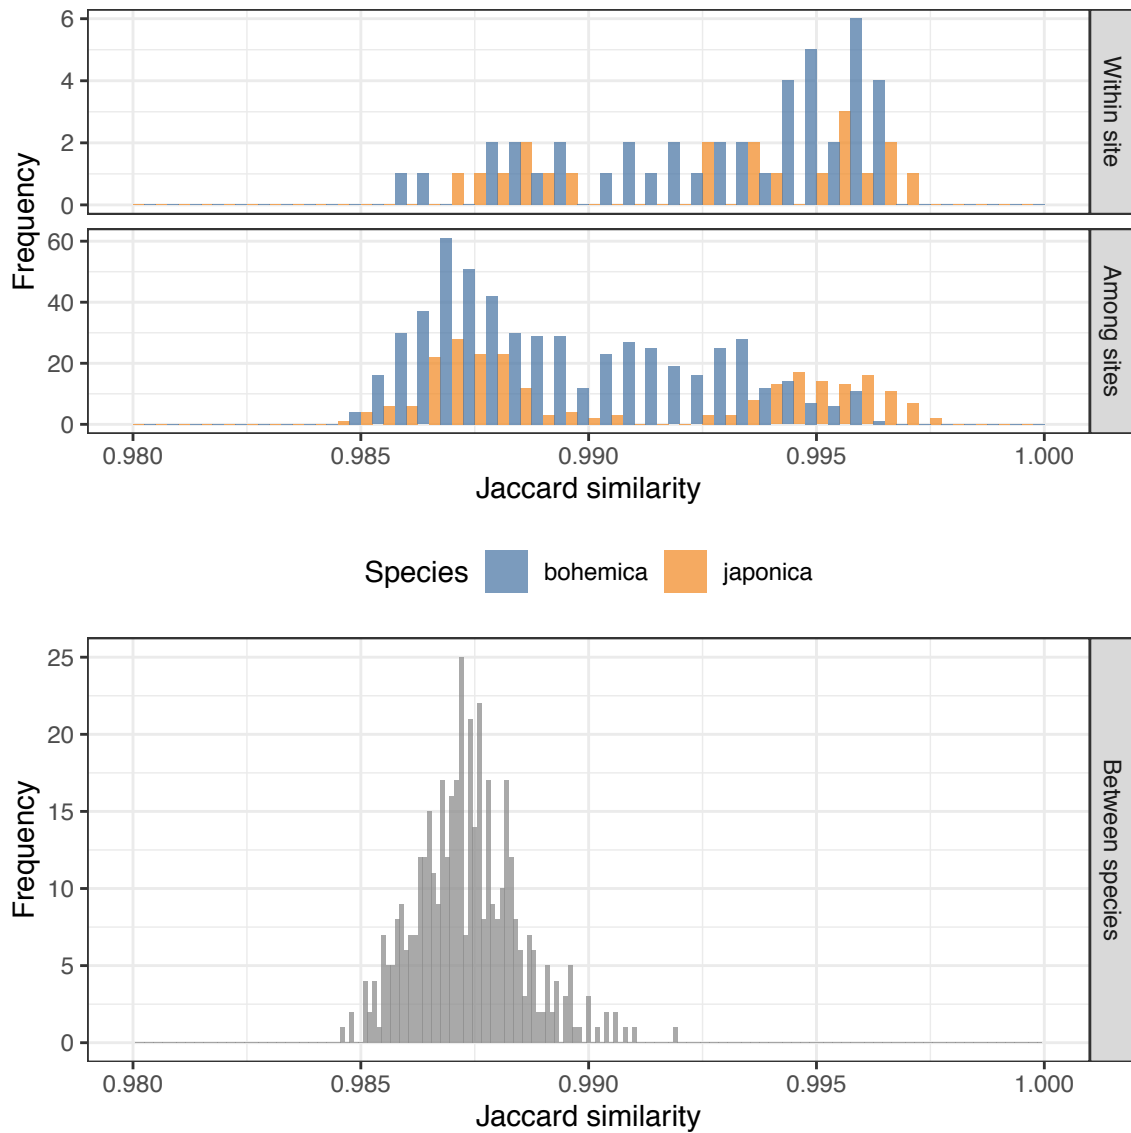 6
4
2
0
Within site
60
40
20
0
Among sites
Frequency
0.980 0.985 0.990 0.995 1.000
Jaccard similarity
Species bohemica japonica
25
20
15
10
5
0
Between species
Frequency
0.980 0.985 0.990 0.995 1.000
Jaccard similarity